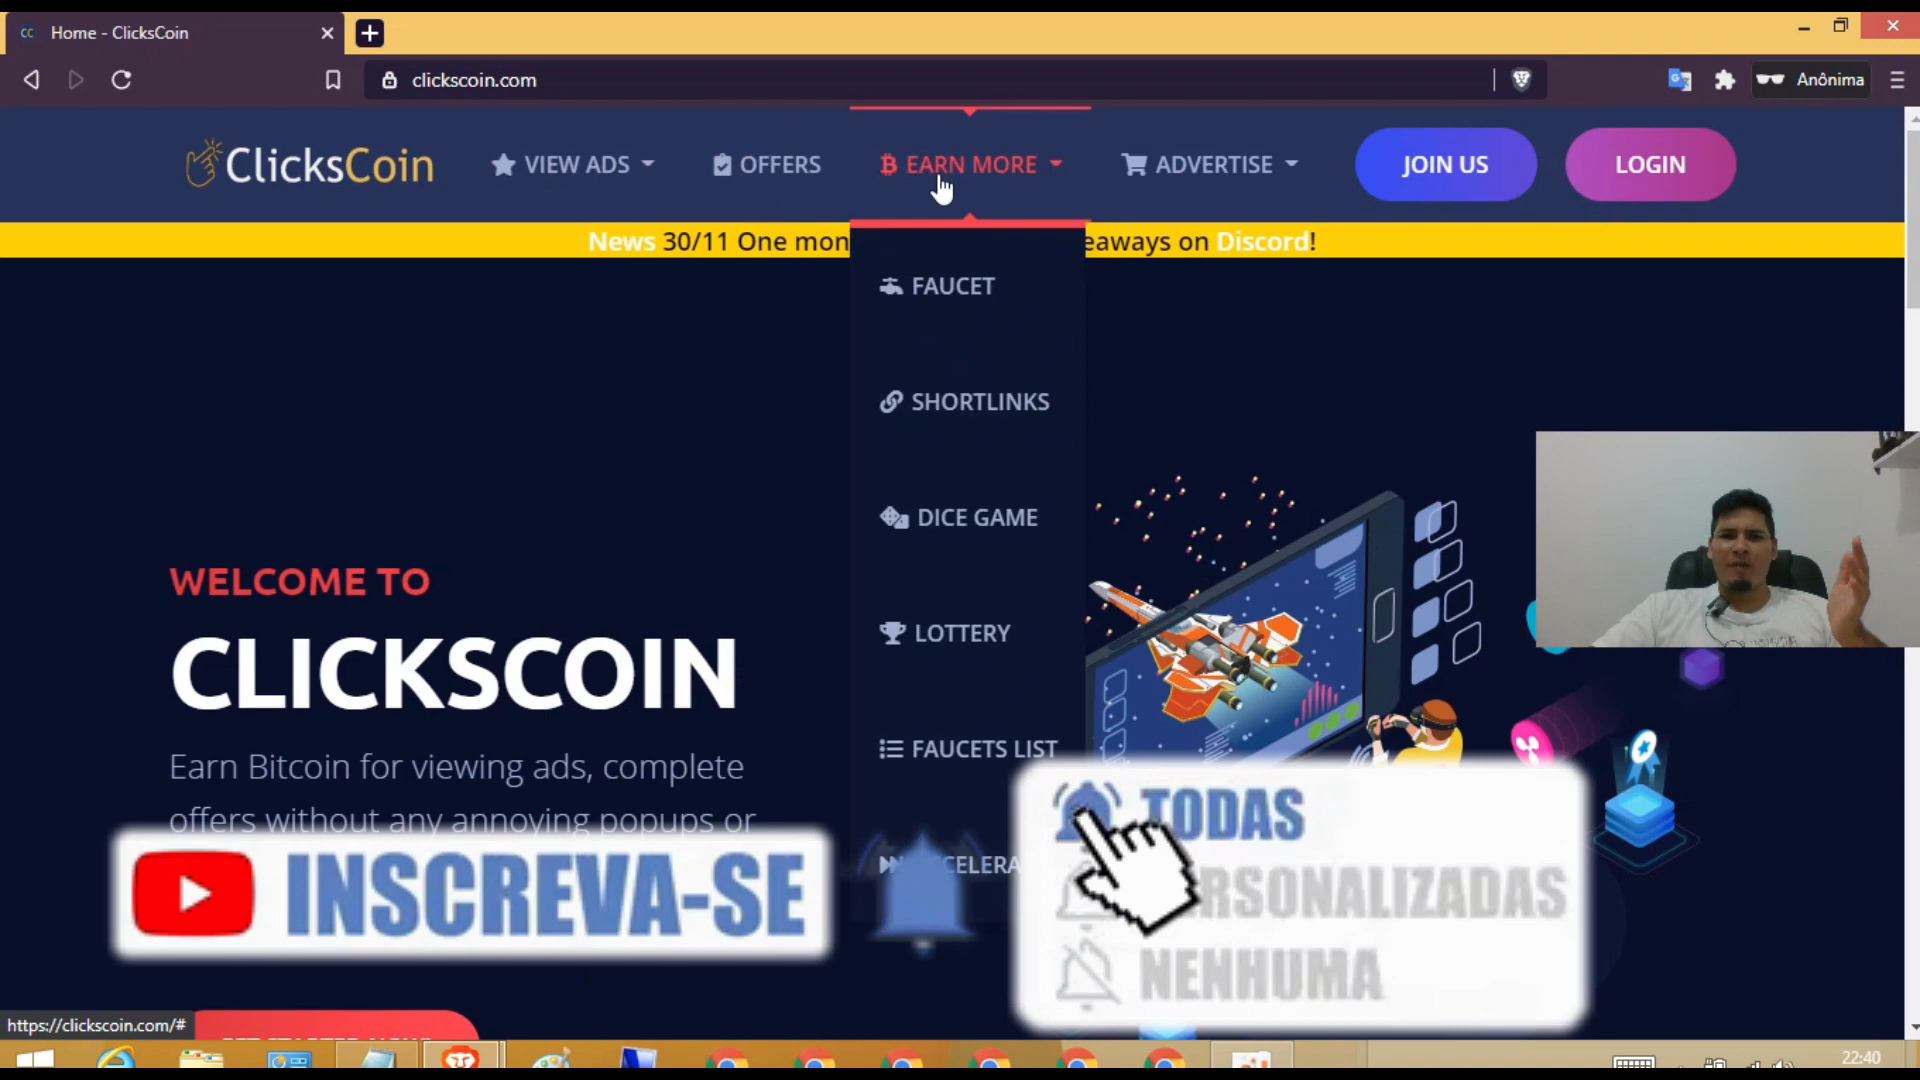 CC Home - ClicksCoin
clickscoin.com
Anônima
ClicksCoin
VIEW ADS
OFFERS
EARN MORE
ADVERTISE
JOIN US
LOGIN
News 30/11 One mon
eaways on Discord!
FAUCET
SHORTLINKS
DICE GAME
LOTTERY
FAUCETS LIST
WELCOME TO
CLICKSCOIN
Earn Bitcoin for viewing ads, complete
offers without any annoying popups or
INSCREVA-SE
TODAS
NENHUMA
https://clickscoin.com/#
22:40